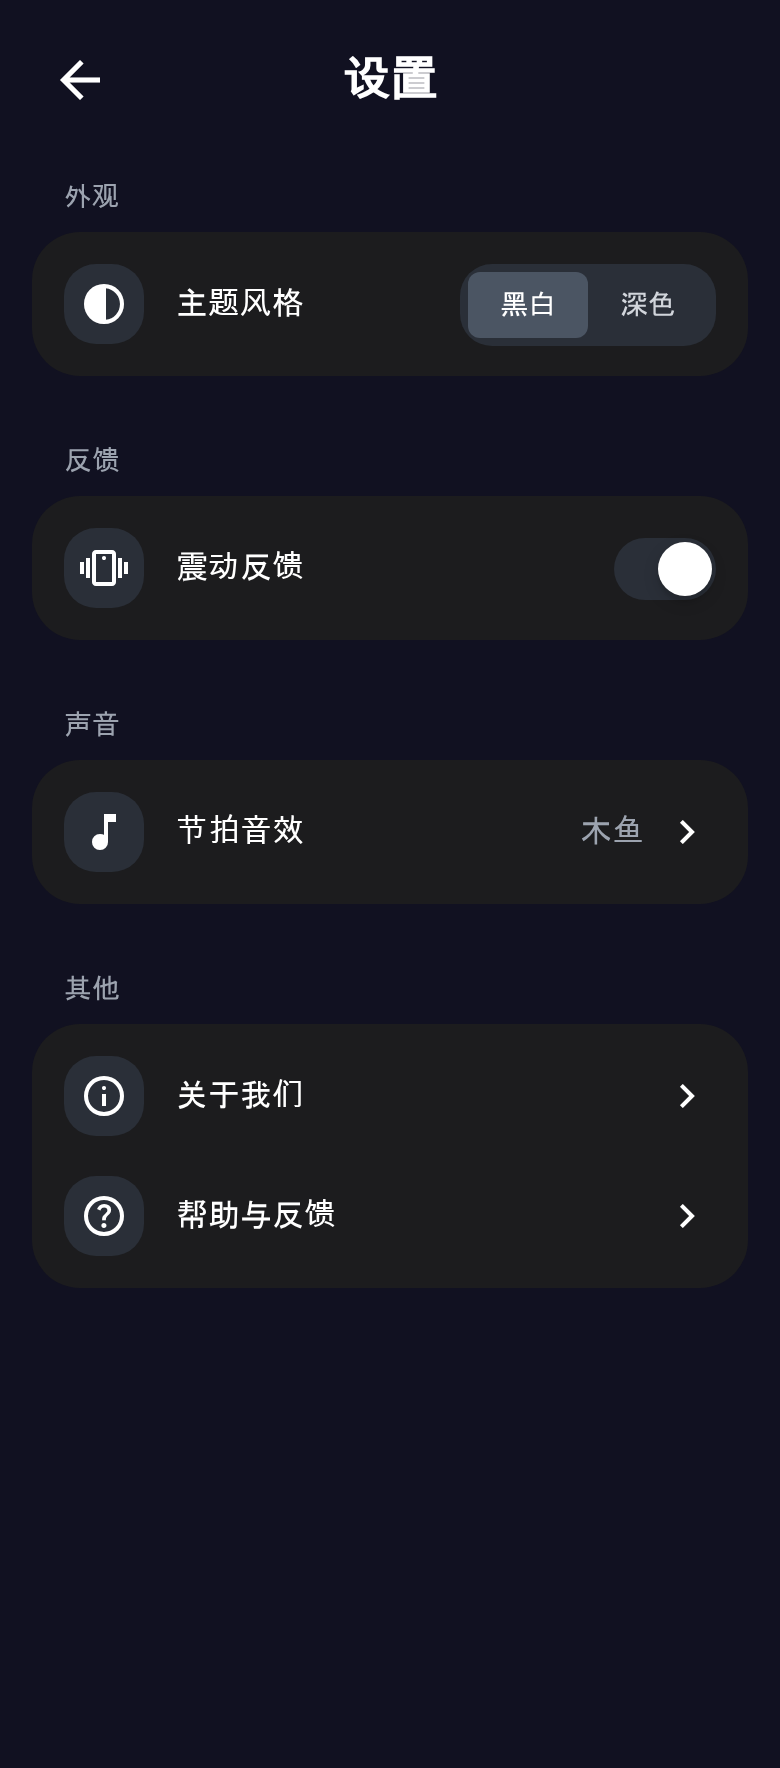 设置
外观
主题风格 黑白 深色
反馈
震动反馈
声音
节拍音效 木鱼
其他
关于我们
帮助与反馈